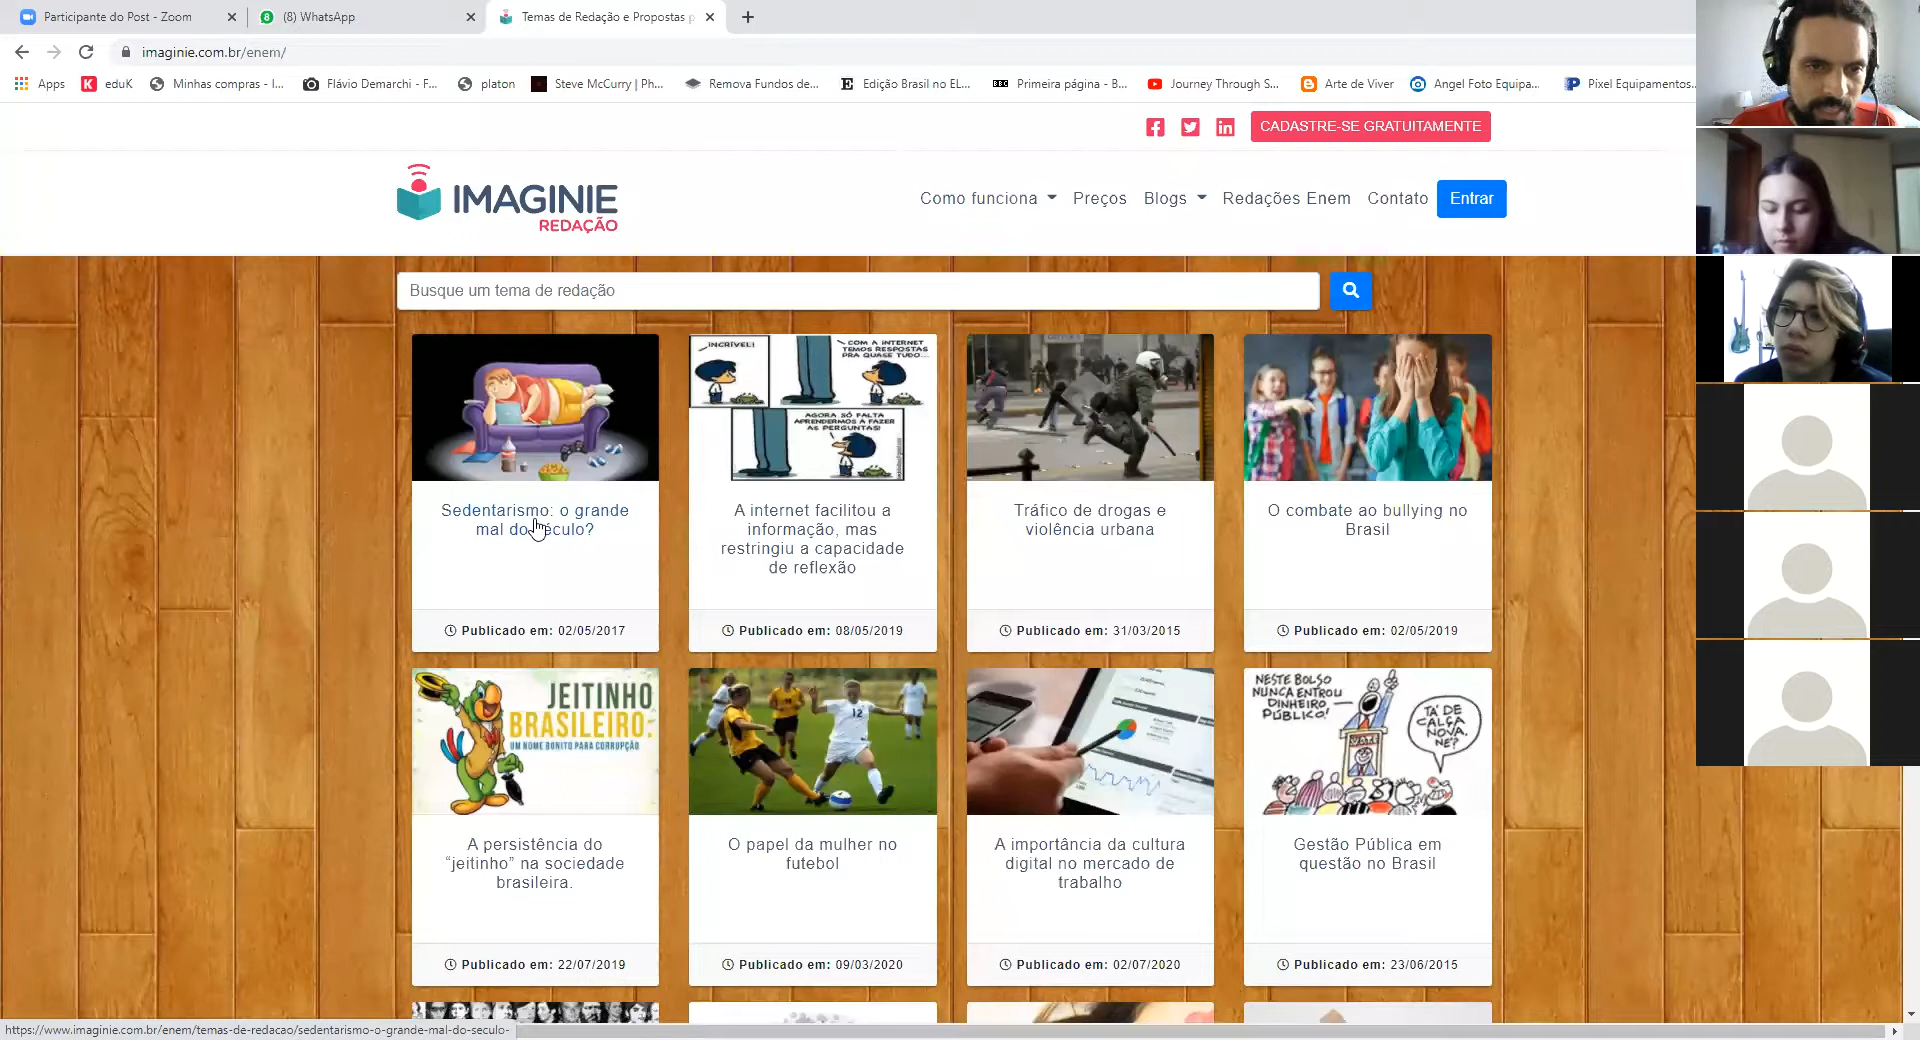 Participante do Post - Zoom
(8) WhatsApp
Temas de Redação e Propostas p
imaginie.com.br/enem/
Apps
eduK
Minhas compras - I...
Flávio Demarchi - F...
platon
Steve McCurry | Ph...
Remova Fundos de...
Edição Brasil no EL...
BBC
Primeira página - B...
Journey Through S...
Arte de Viver
Angel Foto Equipa...
Pixel Equipamentos...
CADASTRE-SE GRATUITAMENTE
IMAGINIE
REDAÇÃO
Como funciona
Preços
Blogs
Redações Enem
Contato
Entrar
Busque um tema de redação
INCRÍVEL!
COM A INTERNET
TEMOS RESPOSTAS
PRA QUASE TUDO...
AGORA SÓ FALTA
APRENDERMOS A FAZER
AS PERGUNTAS!
Sedentarismo: o grande
mal do século?
A internet facilitou a
informação, mas
restringiu a capacidade
de reflexão
Tráfico de drogas e
violência urbana
O combate ao bullying no
Brasil
Publicado em: 02/05/2017
Publicado em: 08/05/2019
Publicado em: 31/03/2015
Publicado em: 02/05/2019
JEITINHO
BRASILEIRO:
UM NOME BONITO PARA CORRUPÇÃO
12
NESTE BOLSO
NUNCA ENTROU
DINHEIRO
PÚBLICO!
TÁ DE
CALÇA
NOVA,
NÉ?
VOTE
A persistência do
“jeitinho” na sociedade
brasileira.
O papel da mulher no
futebol
A importância da cultura
digital no mercado de
trabalho
Gestão Pública em
questão no Brasil
Publicado em: 22/07/2019
Publicado em: 09/03/2020
Publicado em: 02/07/2020
Publicado em: 23/06/2015
https://www.imaginie.com.br/enem/temas-de-redacao/sedentarismo-o-grande-mal-do-seculo-